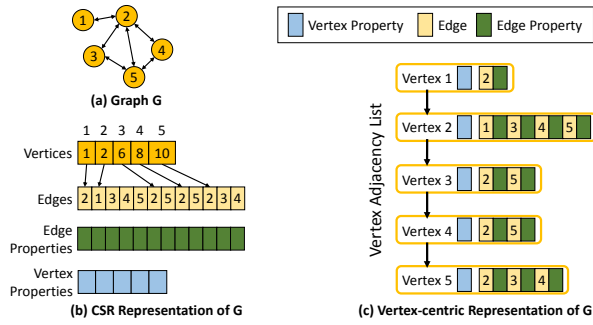 1
2
3
4
5
(a) Graph G
1 2 3 4 5
Vertices
1 2 6 8 10
Edges
2 1 3 4 5 2 5 2 5 2 3 4
Edge
Properties
Vertex
Properties
(b) CSR Representation of G
Vertex Property
Edge
Edge Property
Vertex Adjacency List
Vertex 1 2
Vertex 2 1 3 4 5
Vertex 3 2 5
Vertex 4 2 5
Vertex 5 2 3 4
(c) Vertex-centric Representation of G